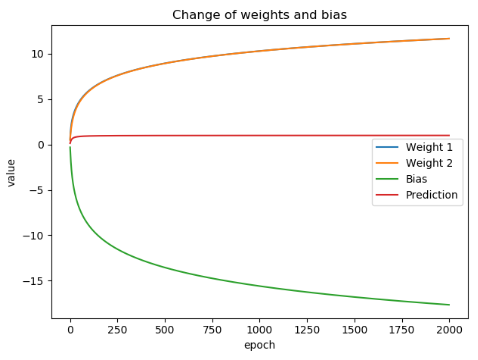 Change of weights and bias
value
10
5
0
−5
−10
−15
Weight 1
Weight 2
Bias
Prediction
0 250 500 750 1000 1250 1500 1750 2000
epoch